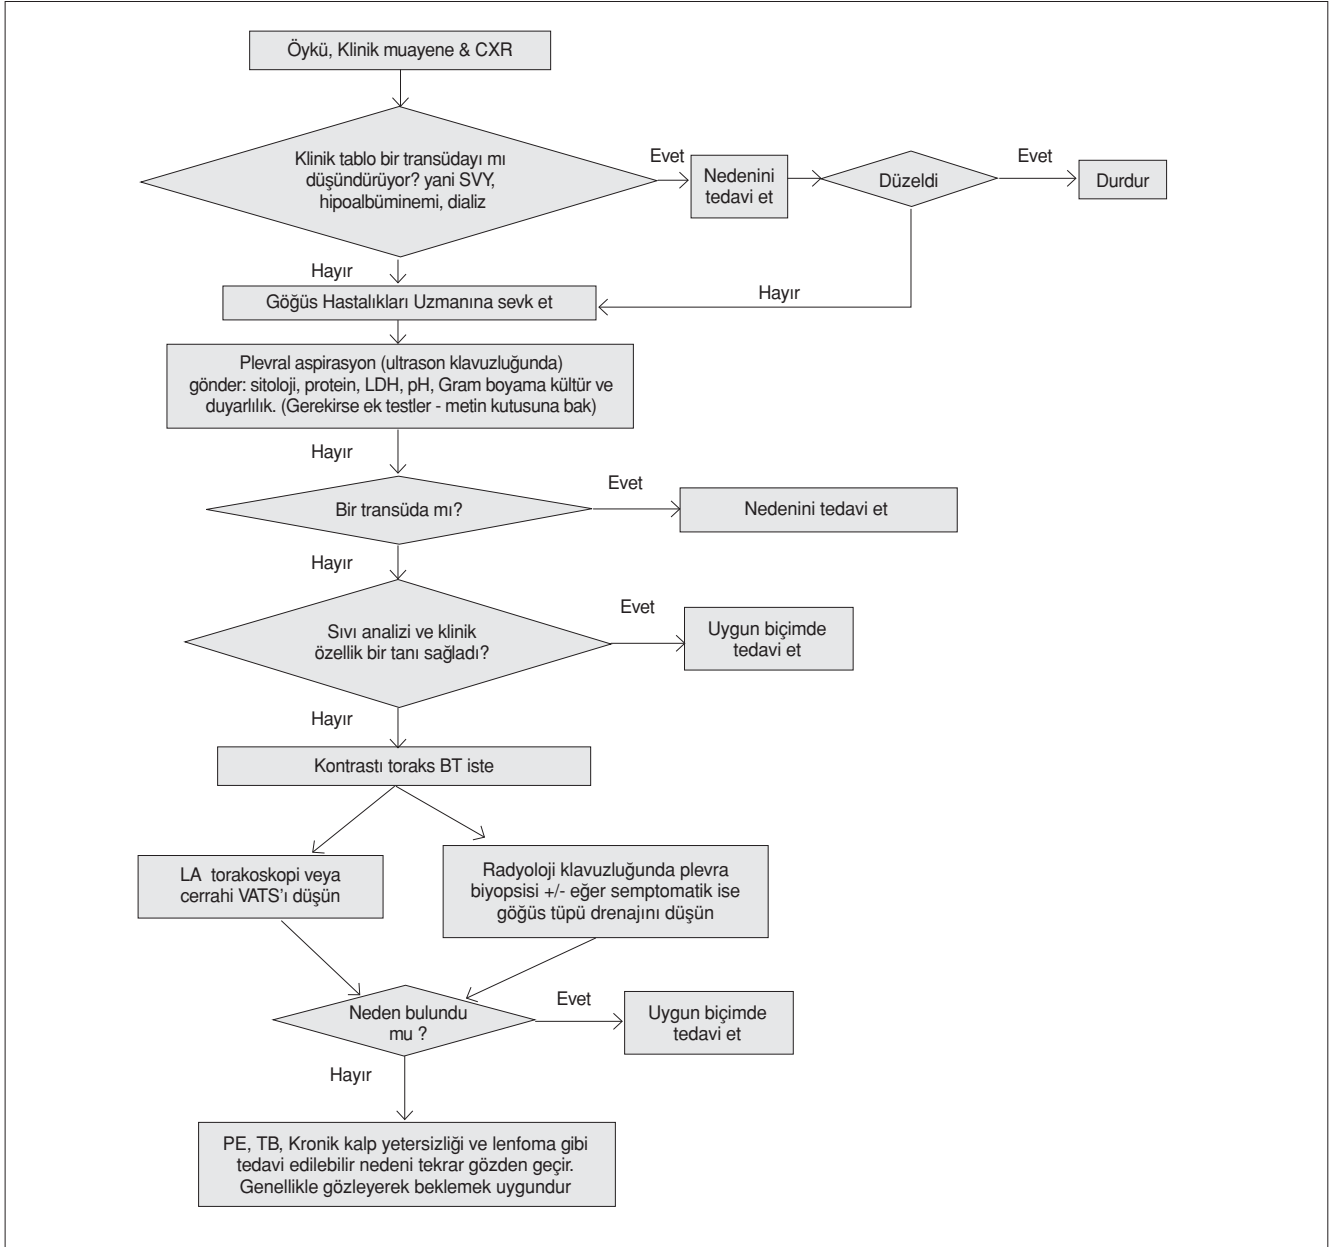 Öykü, Klinik muayene & CXR
Klinik tablo bir transüdayı mı
düşündürüyor? yani SVY,
hipoalbüminemi, dializ
Evet
Nedenini
tedavi et
Düzeldi
Evet
Durdur
Hayır
Hayır
Göğüs Hastalıkları Uzmanına sevk et
Plevral aspirasyon (ultrason klavuzluğunda)
gönder: sitoloji, protein, LDH, pH, Gram boyama kültür ve
duyarlılık. (Gerekirse ek testler - metin kutusuna bak)
Hayır
Bir transüda mı?
Evet
Nedenini tedavi et
Hayır
Sıvı analizi ve klinik
özellik bir tanı sağladı?
Evet
Uygun biçimde
tedavi et
Hayır
Kontrastı toraks BT iste
LA torakoskopi veya
cerrahi VATS'ı düşün
Radyoloji klavuzluğunda plevra
biyopsisi +/- eğer semptomatik ise
göğüs tüpü drenajını düşün
Neden bulundu
mu ?
Evet
Uygun biçimde
tedavi et
Hayır
PE, TB, Kronik kalp yetersizliği ve lenfoma gibi
tedavi edilebilir nedeni tekrar gözden geçir.
Genellikle gözleyerek beklemek uygundur